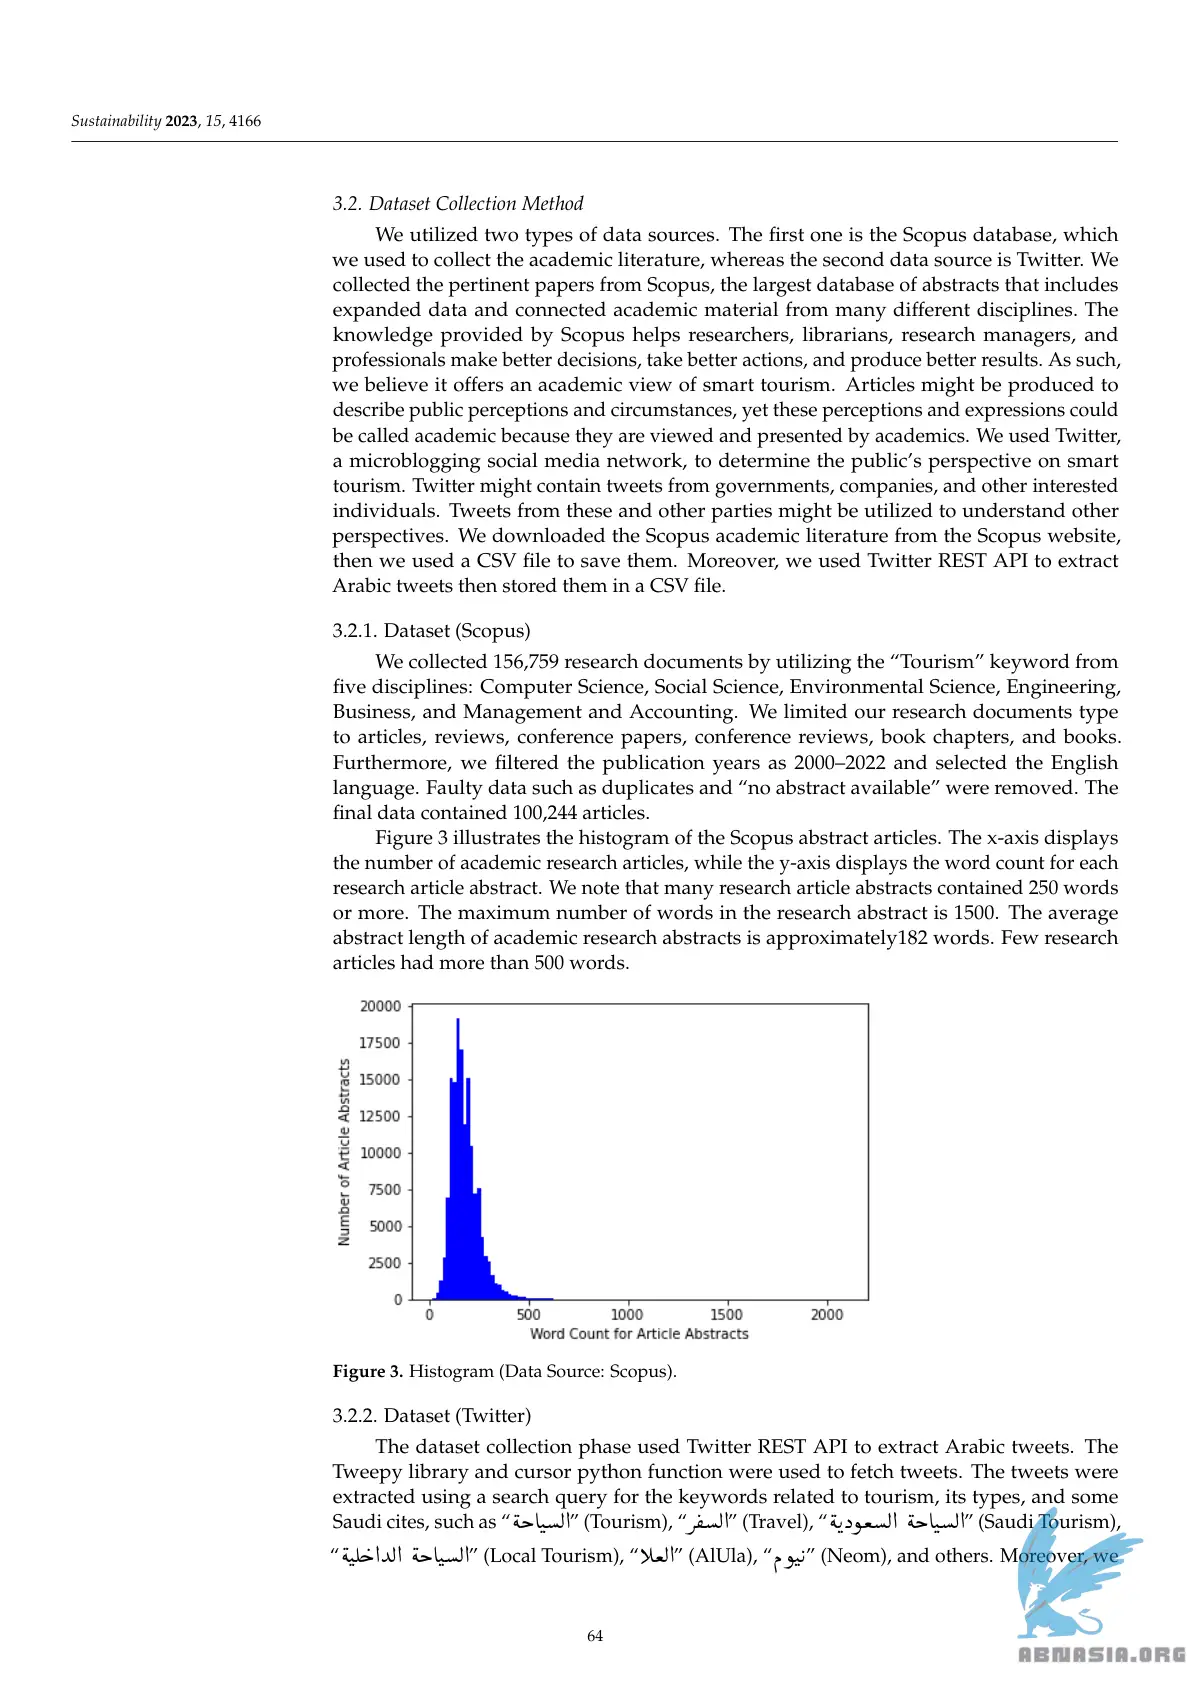 Sustainability 2023, 15, 4166
3.2. Dataset Collection Method
We utilized two types of data sources. The first one is the Scopus database, which
we used to collect the academic literature, whereas the second data source is Twitter. We
collected the pertinent papers from Scopus, the largest database of abstracts that includes
expanded data and connected academic material from many different disciplines. The
knowledge provided by Scopus helps researchers, librarians, research managers, and
professionals make better decisions, take better actions, and produce better results. As such,
we believe it offers an academic view of smart tourism. Articles might be produced to
describe public perceptions and circumstances, yet these perceptions and expressions could
be called academic because they are viewed and presented by academics. We used Twitter,
a microblogging social media network, to determine the public's perspective on smart
tourism. Twitter might contain tweets from governments, companies, and other interested
individuals. Tweets from these and other parties might be utilized to understand other
perspectives. We downloaded the Scopus academic literature from the Scopus website,
then we used a CSV file to save them. Moreover, we used Twitter REST API to extract
Arabic tweets then stored them in a CSV file.
3.2.1. Dataset (Scopus)
We collected 156,759 research documents by utilizing the “Tourism” keyword from
five disciplines: Computer Science, Social Science, Environmental Science, Engineering,
Business, and Management and Accounting. We limited our research documents type
to articles, reviews, conference papers, conference reviews, book chapters, and books.
Furthermore, we filtered the publication years as 2000–2022 and selected the English
language. Faulty data such as duplicates and “no abstract available” were removed. The
final data contained 100,244 articles.
Figure 3 illustrates the histogram of the Scopus abstract articles. The x-axis displays
the number of academic research articles, while the y-axis displays the word count for each
research article abstract. We note that many research article abstracts contained 250 words
or more. The maximum number of words in the research abstract is 1500. The average
abstract length of academic research abstracts is approximately182 words. Few research
articles had more than 500 words.
20000
17500
15000
12500
10000
7500
5000
2500
0
Number of Article Abstracts
0 500 1000 1500 2000
Word Count for Article Abstracts
Figure 3. Histogram (Data Source: Scopus).
3.2.2. Dataset (Twitter)
The dataset collection phase used Twitter REST API to extract Arabic tweets. The
Tweepy library and cursor python function were used to fetch tweets. The tweets were
extracted using a search query for the keywords related to tourism, its types, and some
Saudi cites, such as “السياحة” (Tourism), “السفر” (Travel), “السياحة السعودية” (Saudi Tourism),
“السياحة الداخلية” (Local Tourism), “العلا” (AlUla), “نيوم” (Neom), and others. Moreover, we
64
ABNASIA.ORG